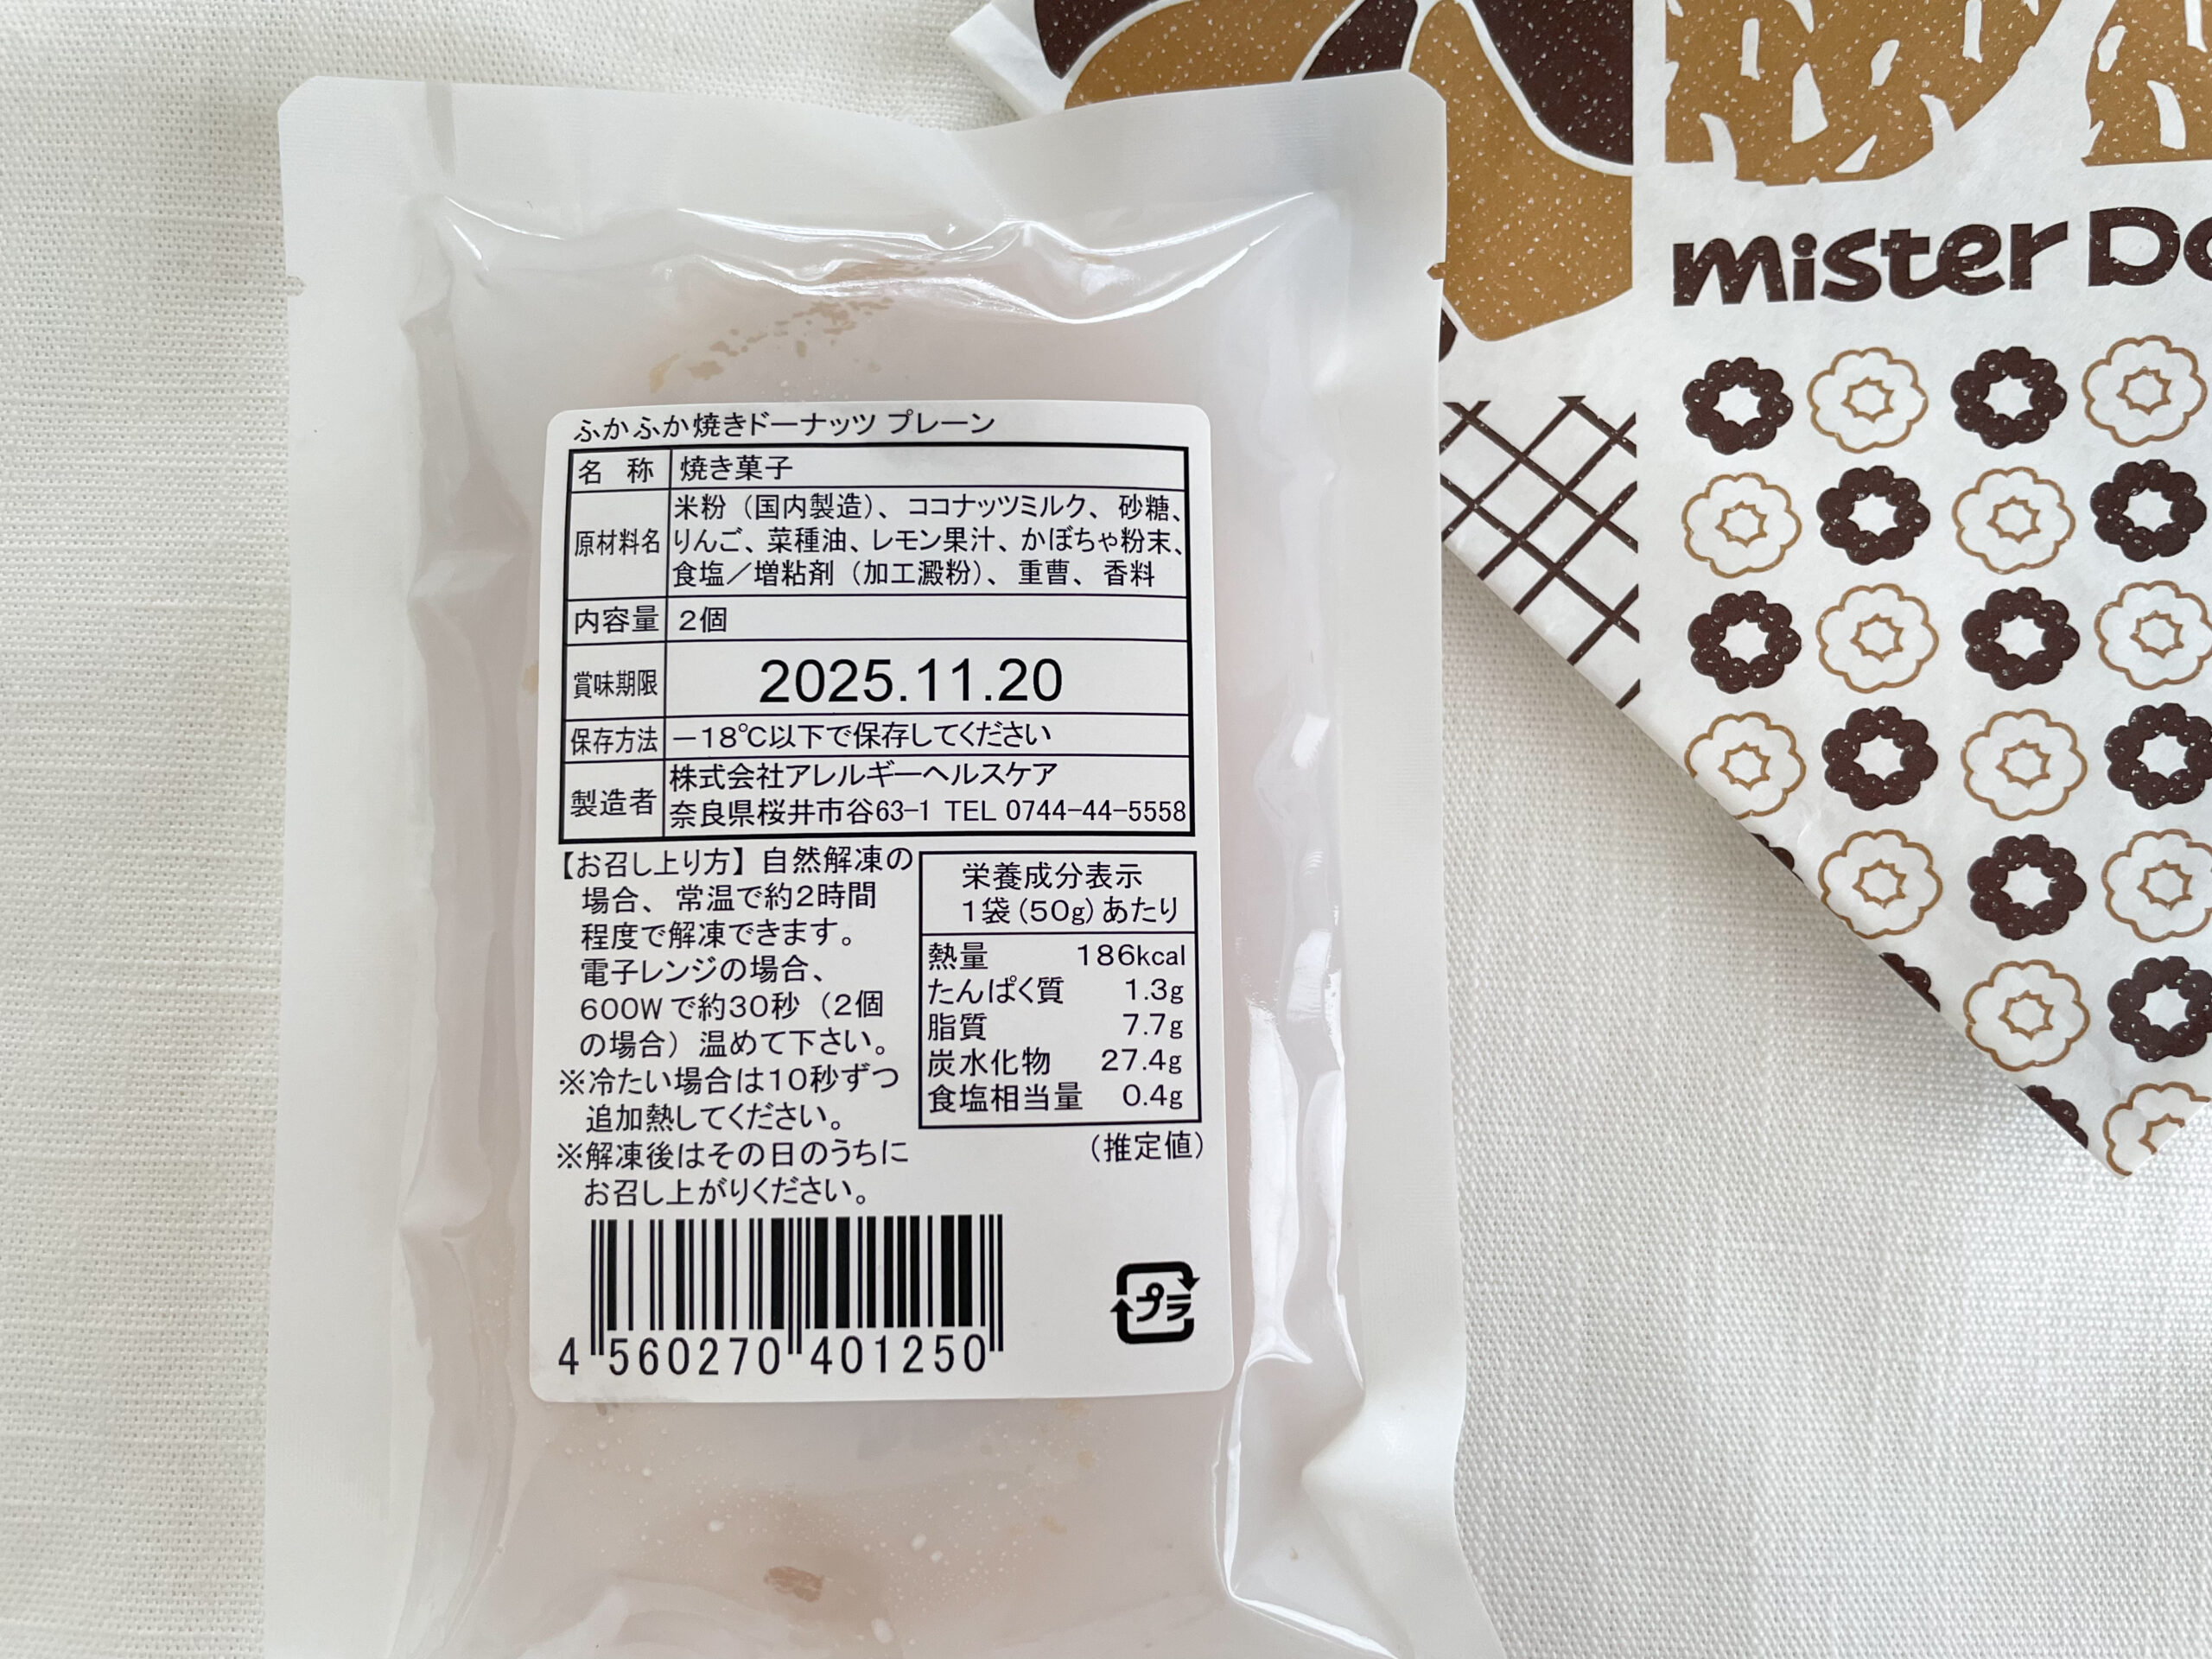 mister Do
ふかふか焼きドーナッツ プレーン
名 称 焼き菓子
原材料名 米粉（国内製造）、ココナッツミルク、砂糖、
りんご、菜種油、レモン果汁、かぼちゃ粉末、
食塩／増粘剤（加工澱粉）、重曹、香料
内容量 2個
賞味期限 2025.11.20
保存方法 －18℃以下で保存してください
製造者 株式会社アレルギーヘルスケア
奈良県桜井市谷63-1 TEL 0744-44-5558
【お召し上り方】自然解凍の
場合、常温で約2時間
程度で解凍できます。
電子レンジの場合、
600Wで約30秒（2個
の場合）温めて下さい。
※冷たい場合は10秒ずつ
追加熱してください。
※解凍後はその日のうちに
お召し上がりください。
栄養成分表示
1袋(50g)あたり
熱量 186kcal
たんぱく質 1.3g
脂質 7.7g
炭水化物 27.4g
食塩相当量 0.4g
（推定値）
4 560270 401250
プラ